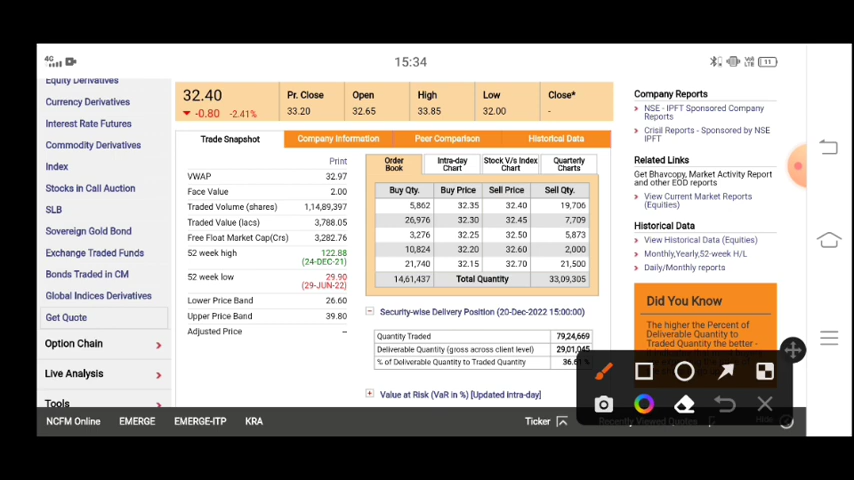 4G
15:34
VoI LTE
11
Equity Derivatives
Currency Derivatives
Interest Rate Futures
Commodity Derivatives
Index
Stocks in Call Auction
SLB
Sovereign Gold Bond
Exchange Traded Funds
Bonds Traded in CM
Global Indices Derivatives
Get Quote
Option Chain
Live Analysis
Tools
32.40
-0.80 -2.41%
Pr. Close Open High Low Close*
33.20 32.65 33.85 32.00 -
Trade Snapshot Company Information Peer Comparison Historical Data
Print
VWAP 32.97
Face Value 2.00
Traded Volume (shares) 1,14,89,397
Traded Value (lacs) 3,788.05
Free Float Market Cap(Crs) 3,282.76
52 week high 122.88
(24-DEC-21)
52 week low 29.90
(29-JUN-22)
Lower Price Band 26.60
Upper Price Band 39.80
Adjusted Price –
Order Book
Intra-day Chart
Stock V/s Index Chart
Quarterly Charts
Buy Qty. Buy Price Sell Price Sell Qty.
5,862 32.35 32.40 19,706
26,976 32.30 32.45 7,709
3,276 32.25 32.50 5,873
10,824 32.20 32.60 2,000
21,740 32.15 32.70 21,500
14,61,437 Total Quantity 33,09,305
Security-wise Delivery Position (20-Dec-2022 15:00:00)
Quantity Traded 79,24,669
Deliverable Quantity (gross across client level) 29,01,045
% of Deliverable Quantity to Traded Quantity
Value at Risk (VaR in %) [Updated intra-day]
Company Reports
NSE - IPFT Sponsored Company
Reports
Crisil Reports - Sponsored by NSE
IPFT
Related Links
Get Bhavcopy, Market Activity Report
and other EOD reports
View Current Market Reports
(Equities)
Historical Data
View Historical Data (Equities)
Monthly,Yearly,52-week H/L
Daily/Monthly reports
Did You Know
The higher the Percent of
Deliverable Quantity to
Traded Quantity the better -
NCFM Online EMERGE EMERGE-ITP KRA Ticker Recently Viewed Quotes
Hide